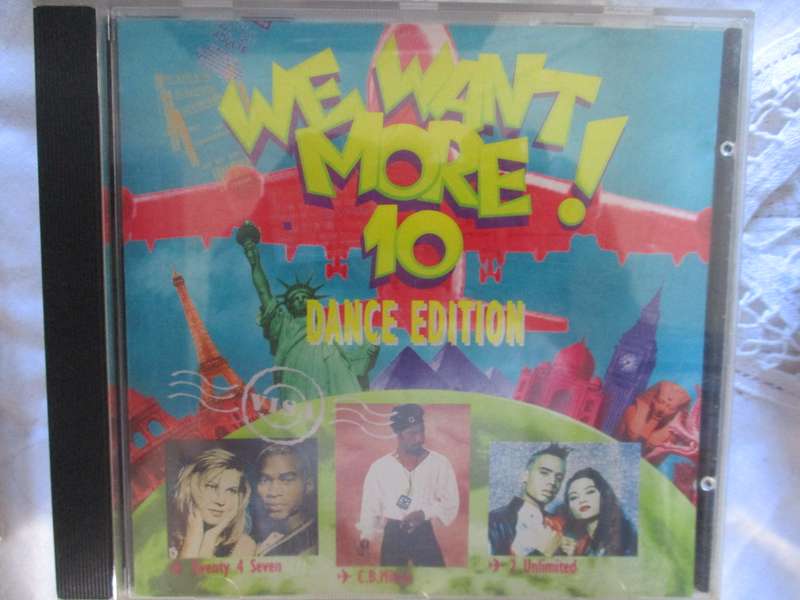 WE WANT
MORE !
10
DANCE EDITION
Twenty 4 Seven
C.B. Milton
2 Unlimited